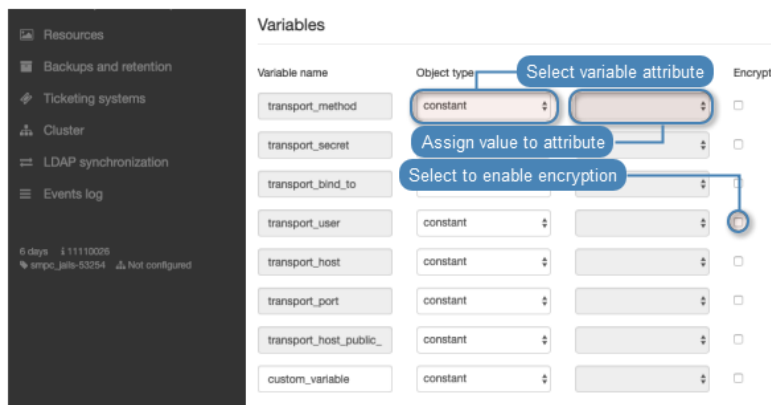 Variables
Resources
Backups and retention
Ticketing systems
Cluster
LDAP synchronization
Events log
6 days 11110026
smpc_jails-53254 Not configured
Variable name Object type Select variable attribute Encrypt
transport_method constant
transport_secret Assign value to attribute
transport_bind_to Select to enable encryption
transport_user constant
transport_host constant
transport_port constant
transport_host_public_ constant
custom_variable constant